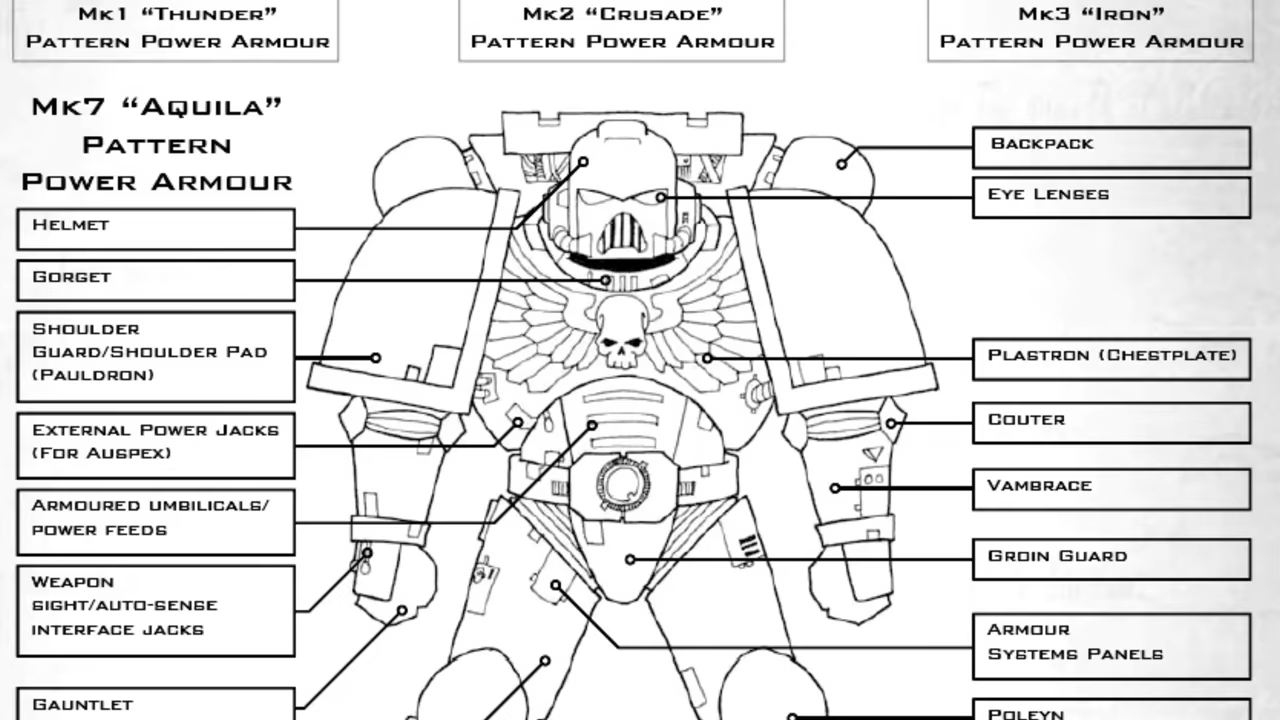 Mk1 “Thunder”
Pattern Power Armour
Mk2 “Crusade”
Pattern Power Armour
Mk3 “Iron”
Pattern Power Armour
Mk7 “Aquila”
Pattern
Power Armour
Helmet
Gorget
Shoulder
Guard/Shoulder Pad
(Pauldron)
External Power Jacks
(For Auspex)
Armoured umbilicals/
power feeds
Weapon
sight/auto-sense
interface jacks
Gauntlet
Backpack
Eye Lenses
Plastron (Chestplate)
Couter
Vambrace
Groin Guard
Armour
Systems Panels
Poleyn